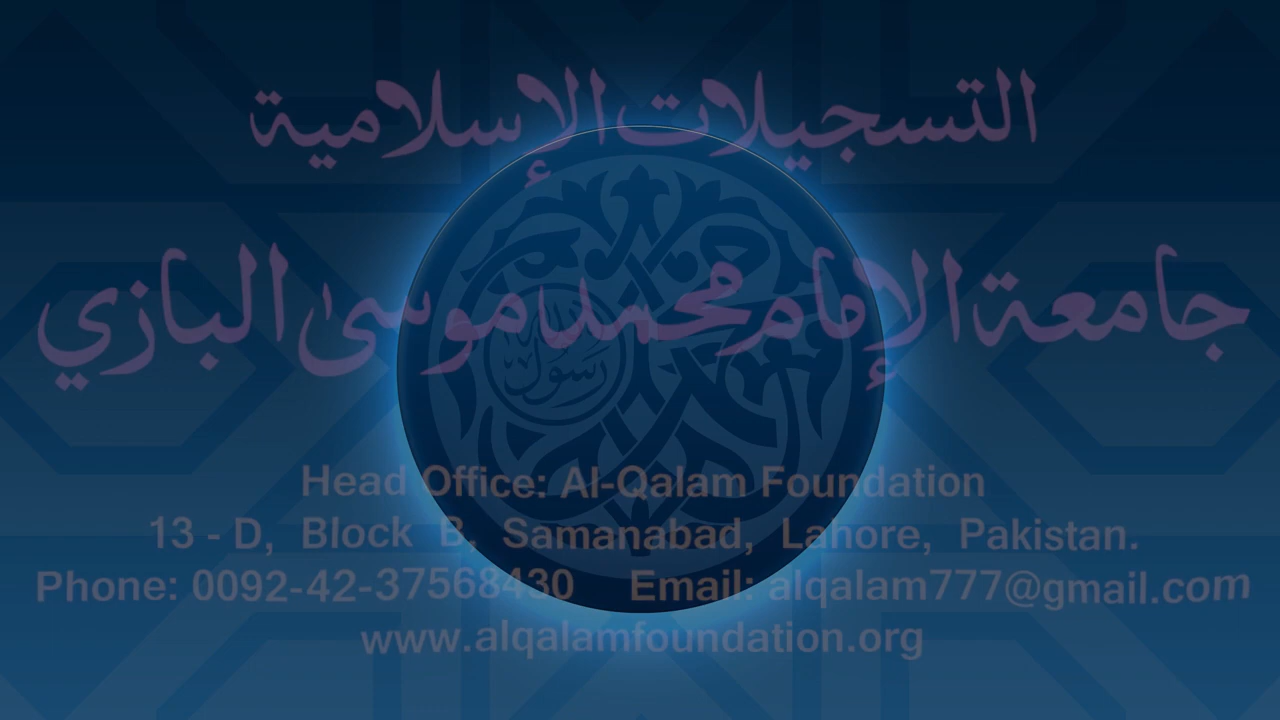 التسجيلات الإسلامية
جامعة الإمام محمد موسىٰ البازي
رسول
Head Office: Al-Qalam Foundation
13 - D, Block B, Samanabad, Lahore, Pakistan.
Phone: 0092-42-37568430 Email: alqalam777@gmail.com
www.alqalamfoundation.org